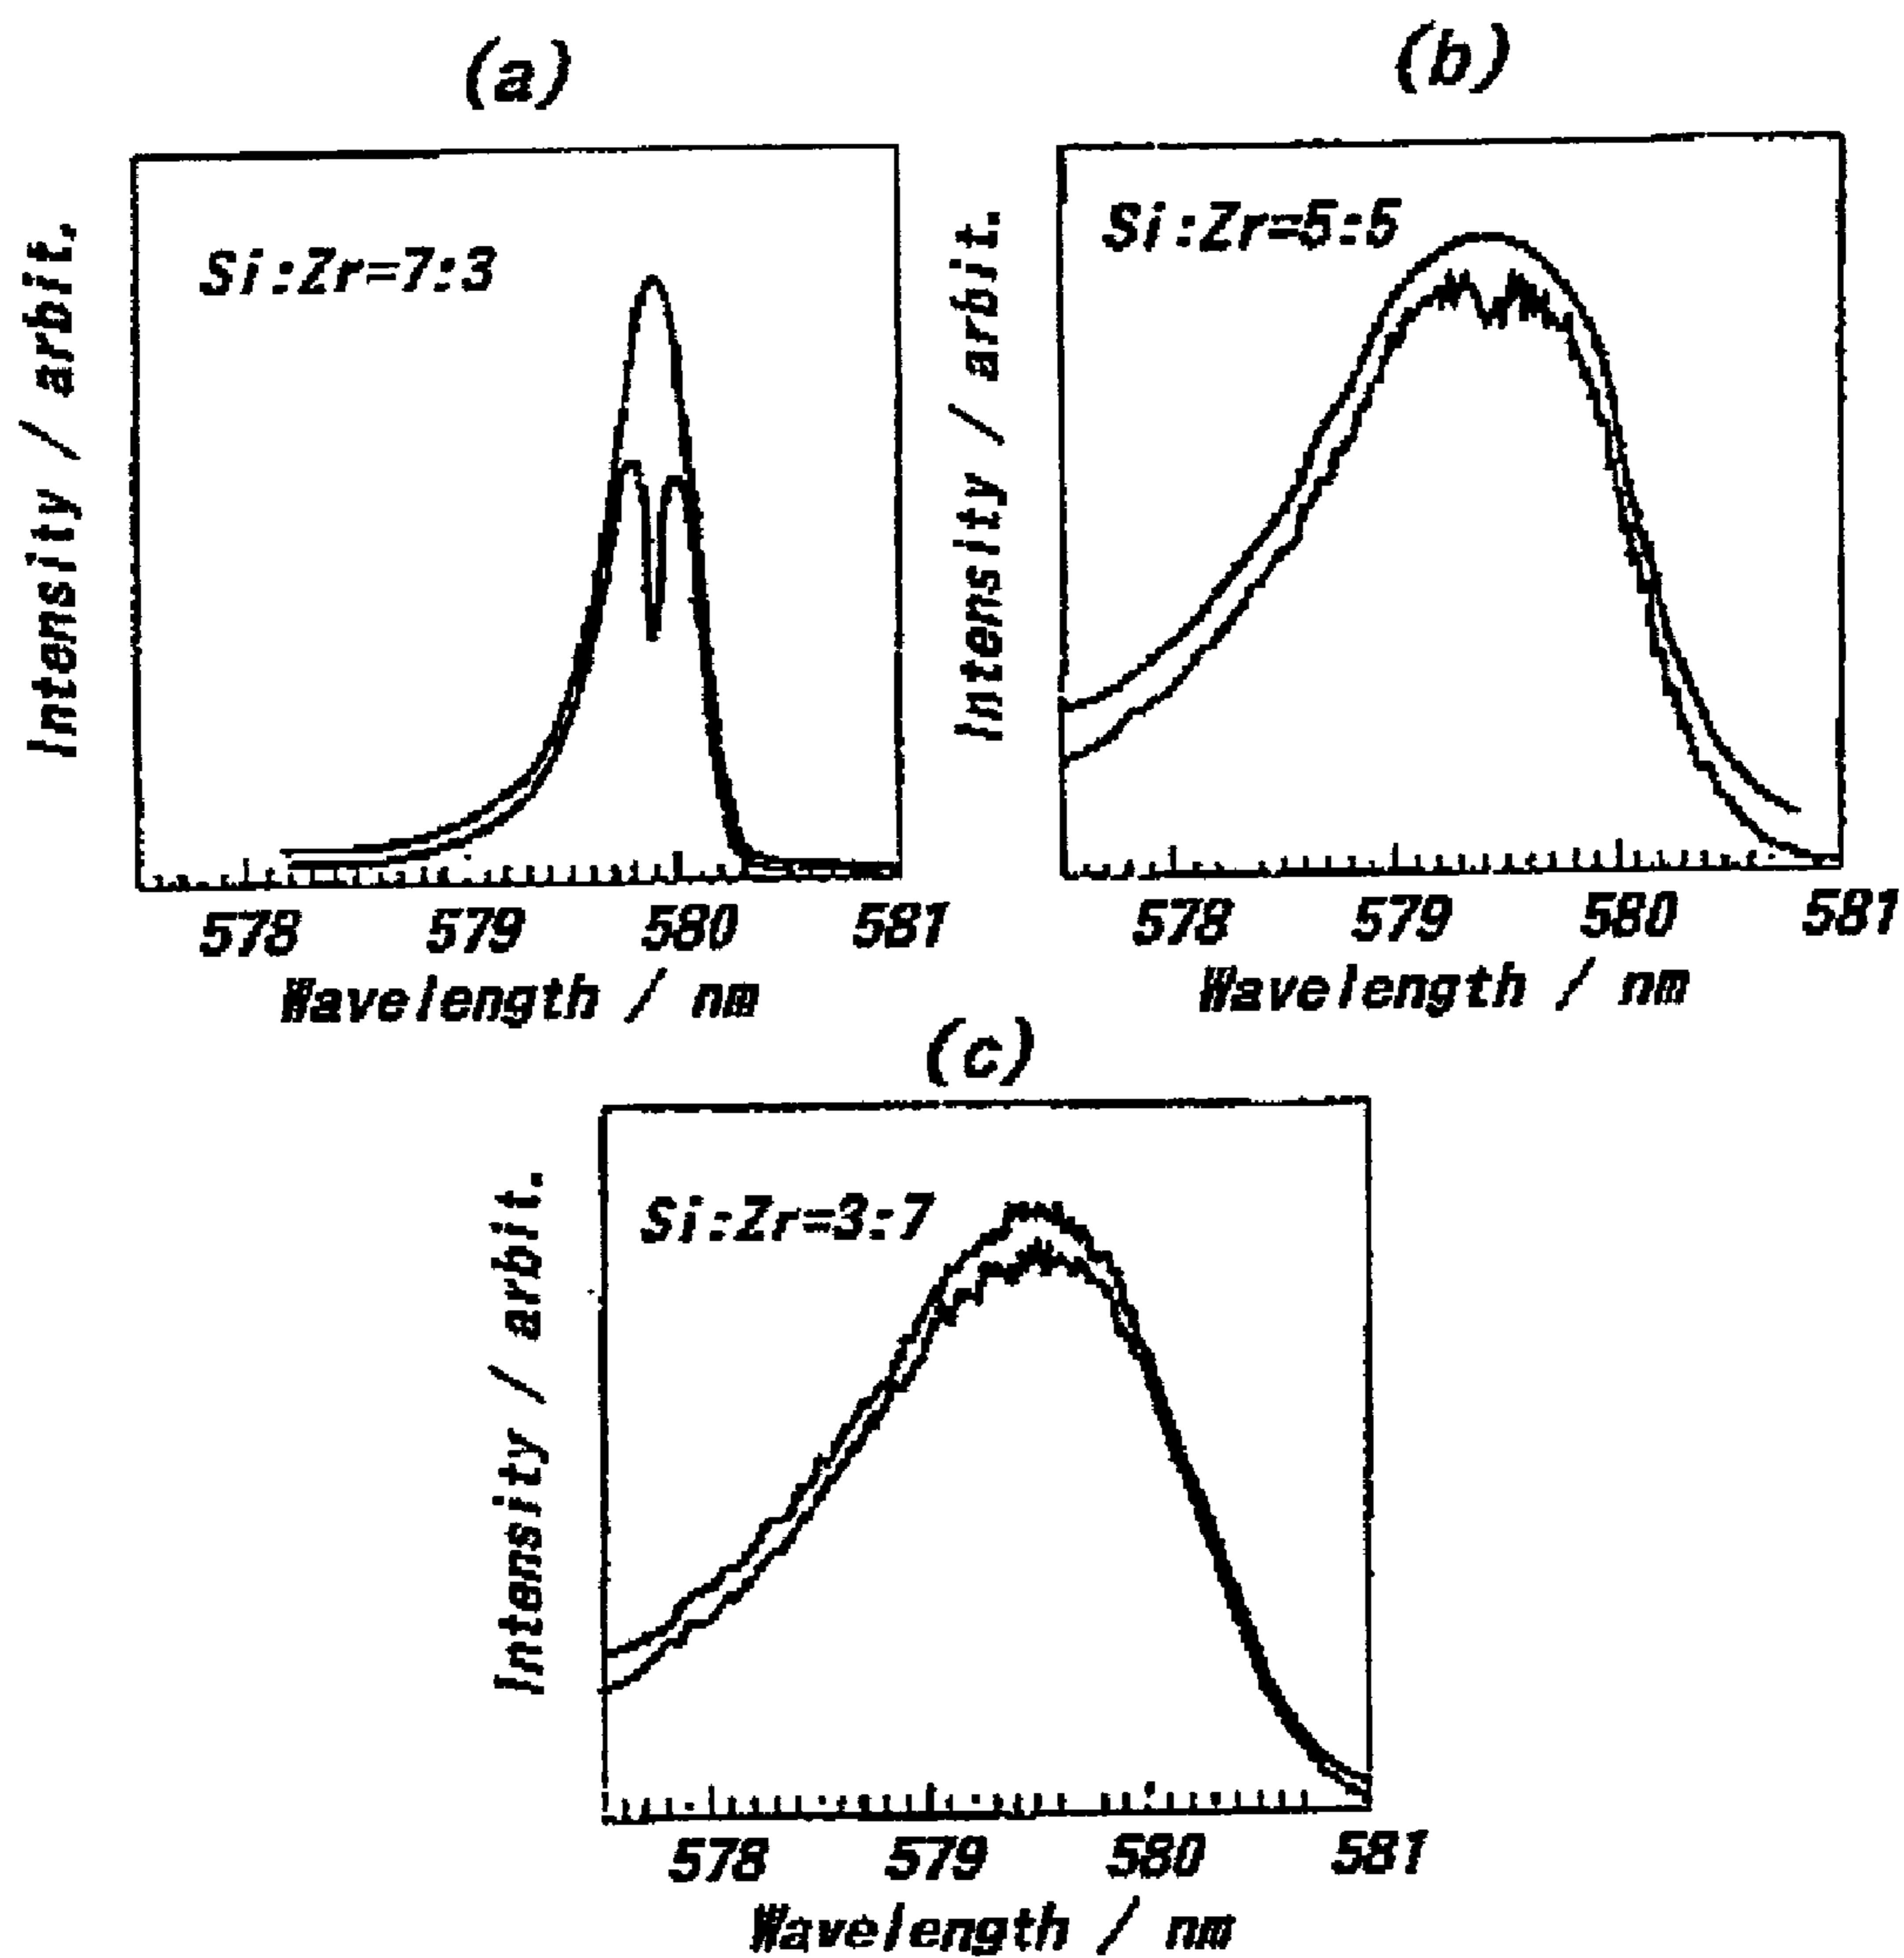 (a)
Intensity / arbit.
Si:Zr=7:3
578 579 580 581
Wavelength / nm
(b)
Intensity / arbit.
Si:Zr=5:5
578 579 580 581
Wavelength / nm
(c)
Intensity / arbit.
Si:Zr=3:7
578 579 580 581
Wavelength / nm